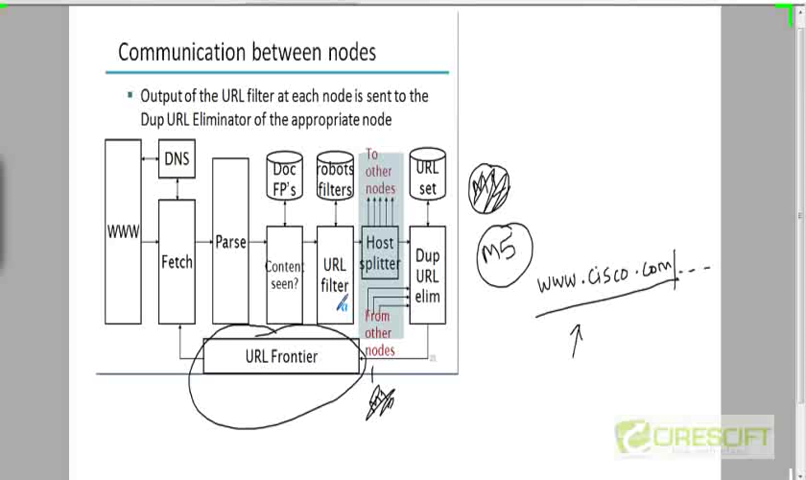 Communication between nodes
Output of the URL filter at each node is sent to the
Dup URL Eliminator of the appropriate node
WWW
DNS
Fetch
Parse
Doc
FP's
Content
seen?
robots
filters
URL
filter
To
other
nodes
Host
splitter
From
other
nodes
URL
set
Dup
URL
elim
URL Frontier
M5
www.cisco.com/---
CIRESCIFT